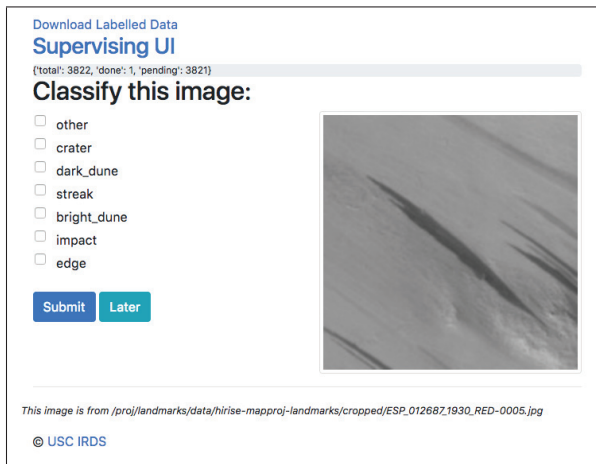 Download Labelled Data
Supervising UI
{'total': 3822, 'done': 1, 'pending': 3821}
Classify this image:
other
crater
dark_dune
streak
bright_dune
impact
edge
Submit Later
This image is from /proj/landmarks/data/hirise-mapproj-landmarks/cropped/ESP_012687_1930_RED-0005.jpg
© USC IRDS